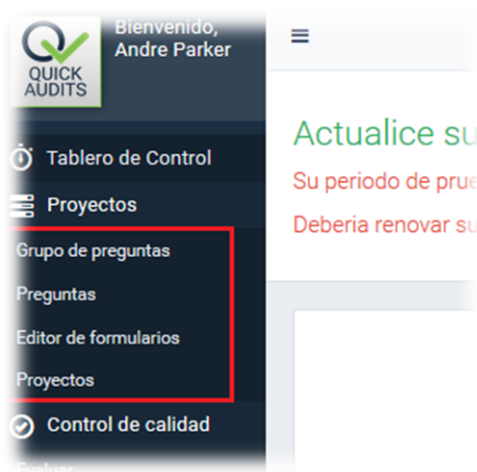 Bienvenido,
Andre Parker
QUICK
AUDITS
Tablero de Control
Proyectos
Grupo de preguntas
Preguntas
Editor de formularios
Proyectos
Control de calidad
Evaluar
Actualice su
Su periodo de prue
Deberia renovar su